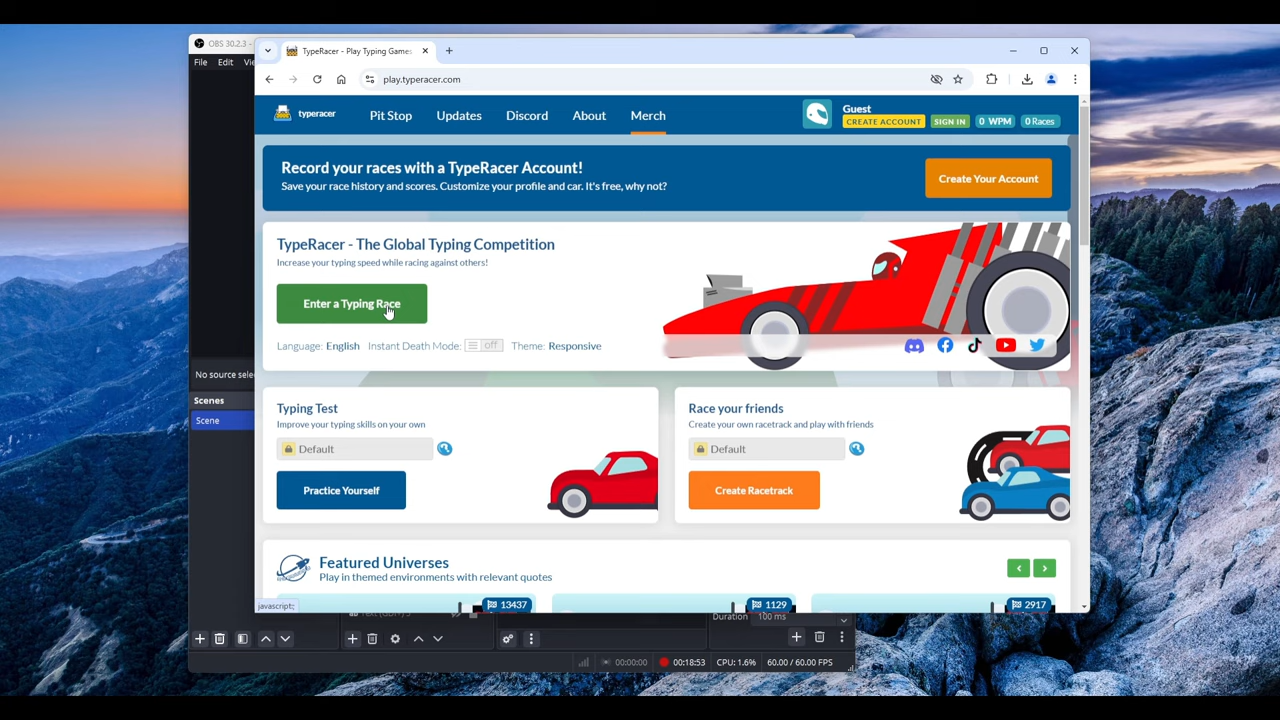 OBS 30.2.3 -
File Edit
TypeRacer - Play Typing Games
play.typeracer.com
typeracer
Pit Stop
Updates
Discord
About
Merch
Guest
CREATE ACCOUNT
SIGN IN
0 WPM
0 Races
Record your races with a TypeRacer Account!
Save your race history and scores. Customize your profile and car. It's free, why not?
Create Your Account
TypeRacer - The Global Typing Competition
Increase your typing speed while racing against others!
Enter a Typing Race
Language: English Instant Death Mode: off Theme: Responsive
No source sele
Scenes
Scene
Typing Test
Improve your typing skills on your own
Default
Practice Yourself
Race your friends
Create your own racetrack and play with friends
Default
Create Racetrack
Featured Universes
Play in themed environments with relevant quotes
13437
1129
2917
javascript:;
Duration 100 ms
00:00:00
00:18:53
CPU: 1.6%
60.00 / 60.00 FPS